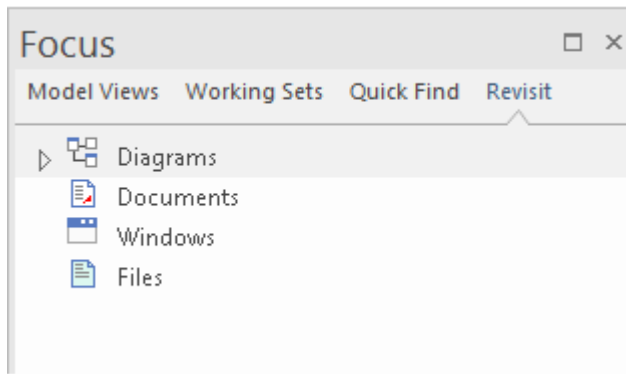 Focus
Model Views Working Sets Quick Find Revisit
Diagrams
Documents
Windows
Files